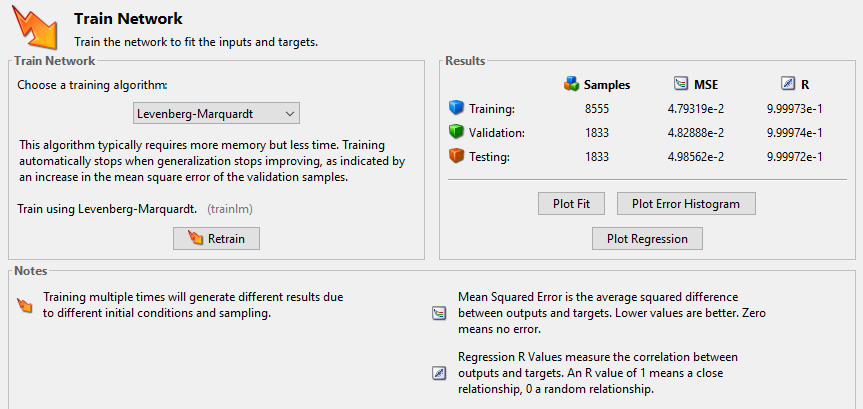 Train Network
Train the network to fit the inputs and targets.
Train Network
Choose a training algorithm:
Levenberg-Marquardt
This algorithm typically requires more memory but less time. Training
automatically stops when generalization stops improving, as indicated by
an increase in the mean square error of the validation samples.
Train using Levenberg-Marquardt. (trainlm)
Retrain
Results
Samples MSE R
Training: 8555 4.79319e-2 9.99973e-1
Validation: 1833 4.82888e-2 9.99974e-1
Testing: 1833 4.98562e-2 9.99972e-1
Plot Fit Plot Error Histogram
Plot Regression
Notes
Training multiple times will generate different results due
to different initial conditions and sampling.
Mean Squared Error is the average squared difference
between outputs and targets. Lower values are better. Zero
means no error.
Regression R Values measure the correlation between
outputs and targets. An R value of 1 means a close
relationship, 0 a random relationship.